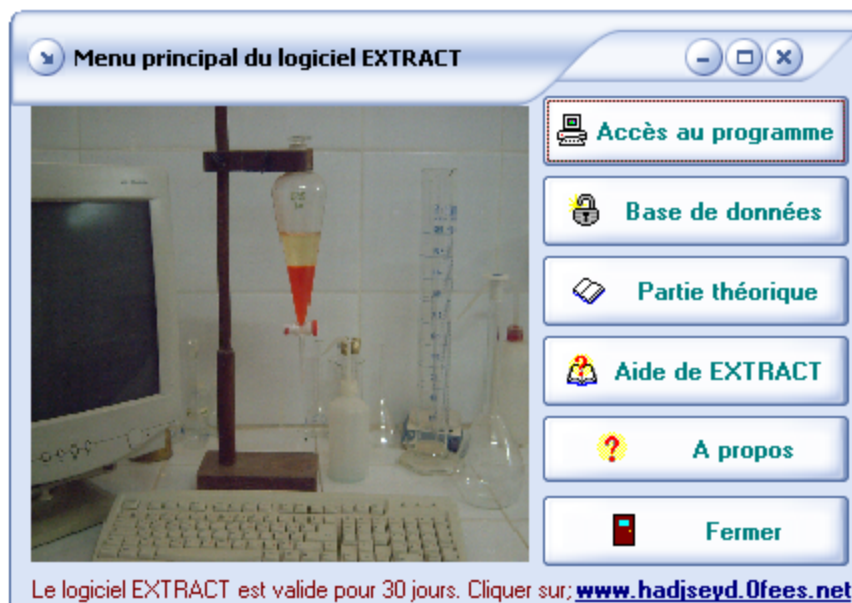 Menu principal du logiciel EXTRACT
Accès au programme
Base de données
Partie théorique
Aide de EXTRACT
A propos
Fermer
Le logiciel EXTRACT est valide pour 30 jours. Cliquer sur; www.hadjseyd.0fees.net